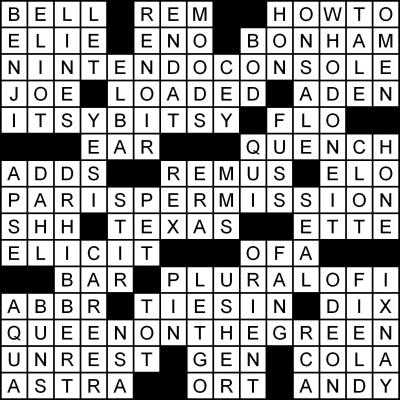 BELL REM HOWTO
ELIE ENO BONHAM
NINTENDOCONSOLE
JOE LOADED ADEN
ITSYBITSY FLO
EAR QUENCH
ADDS REMUS ELO
PARISPERMISSION
SHH TEXAS ETTE
ELICIT OFA
BAR PLURALOFI
ABBR TIESIN DIX
QUEENONTHEGREEN
UNREST GEN COLA
ASTRA ORT ANDY